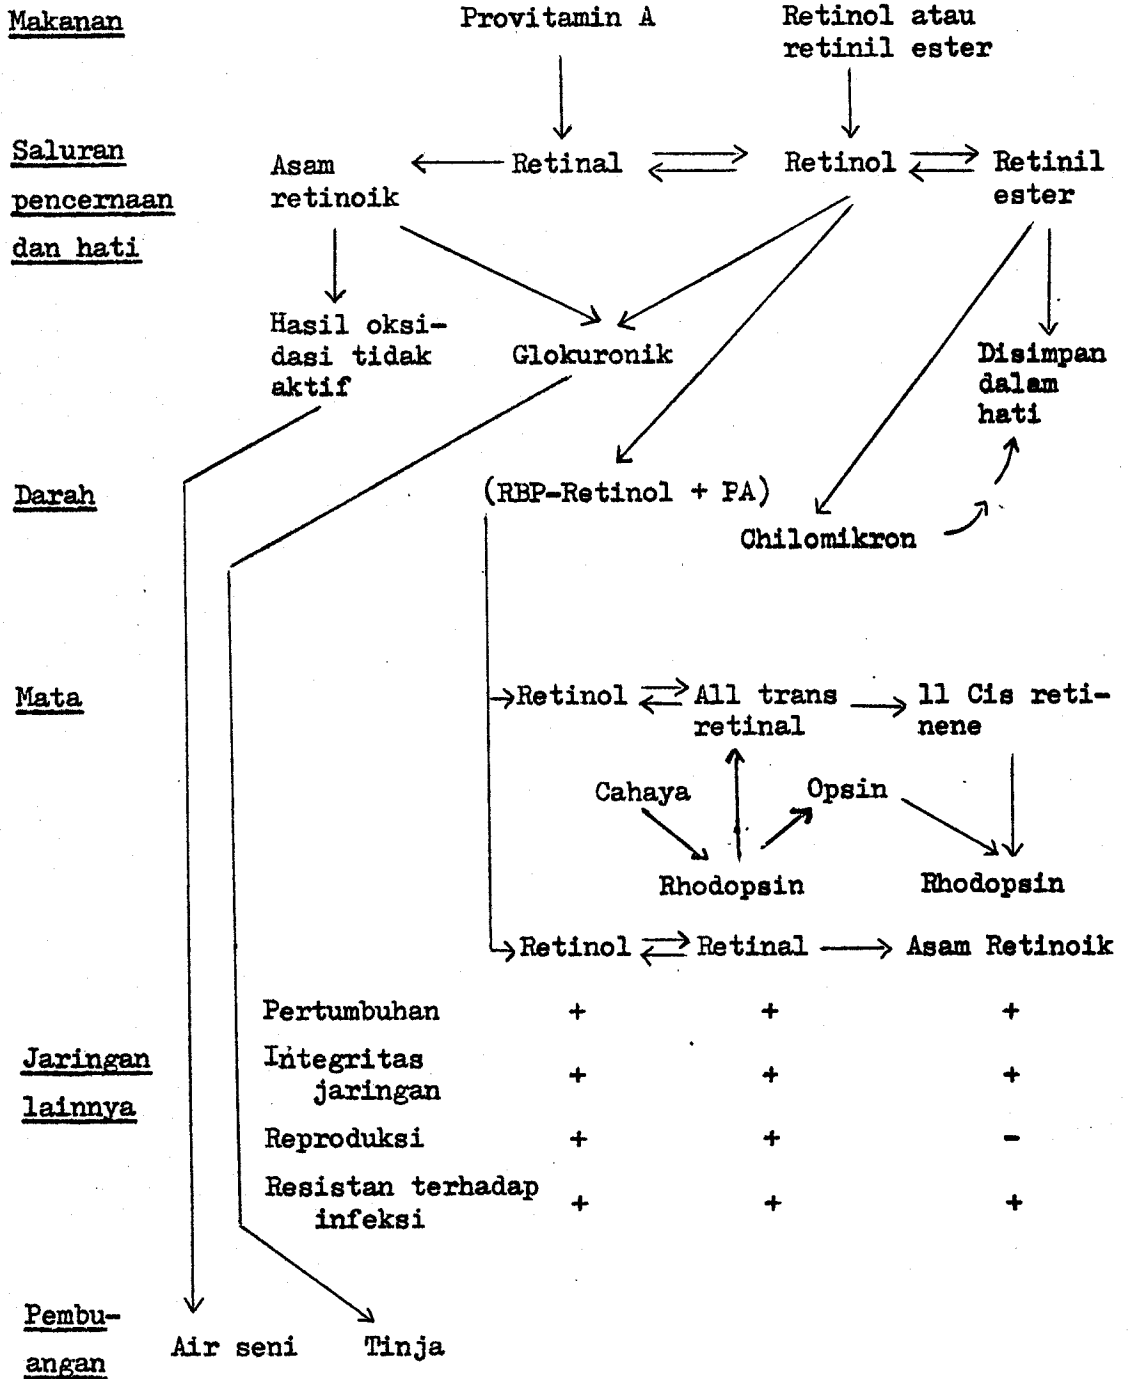 Makanan
Provitamin A
Retinol atau
retinil ester
Saluran
pencernaan
dan hati
Asam
retinoik
Retinal
Retinol
Retinil
ester
Hasil oksi-
dasi tidak
aktif
Glokuronik
Disimpan
dalam
hati
Darah
(RBP-Retinol + PA)
Chilomikron
Mata
Retinol
All trans
retinal
11 Cis reti-
nene
Cahaya
Opsin
Rhodopsin
Rhodopsin
Retinol
Retinal
Asam Retinoik
Jaringan
lainnya
Pertumbuhan + + +
Integritas
jaringan + + +
Reproduksi + + -
Resistan terhadap
infeksi + + +
Pembu-
angan
Air seni
Tinja